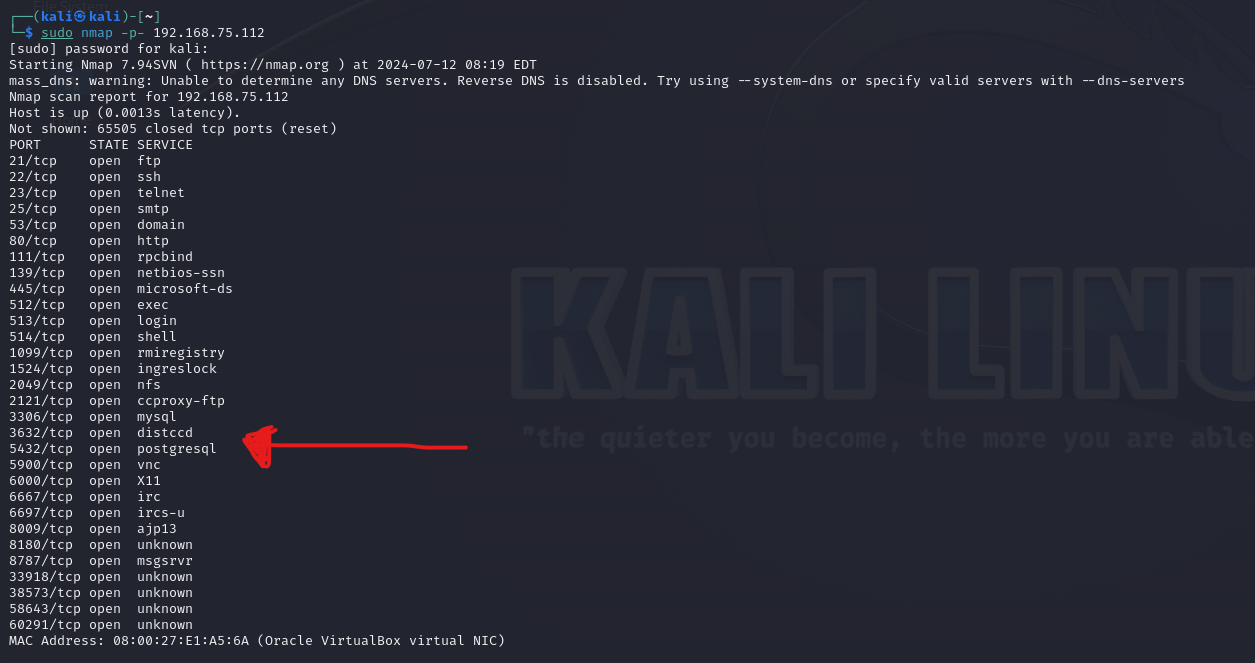 File System
┌──(kali㉿kali)-[~]
└─$ sudo nmap -p- 192.168.75.112
[sudo] password for kali:
Starting Nmap 7.94SVN ( https://nmap.org ) at 2024-07-12 08:19 EDT
mass_dns: warning: Unable to determine any DNS servers. Reverse DNS is disabled. Try using --system-dns or specify valid servers with --dns-servers
Nmap scan report for 192.168.75.112
Host is up (0.0013s latency).
Not shown: 65505 closed tcp ports (reset)
PORT      STATE SERVICE
21/tcp    open  ftp
22/tcp    open  ssh
23/tcp    open  telnet
25/tcp    open  smtp
53/tcp    open  domain
80/tcp    open  http
111/tcp   open  rpcbind
139/tcp   open  netbios-ssn
445/tcp   open  microsoft-ds
512/tcp   open  exec
513/tcp   open  login
514/tcp   open  shell
1099/tcp  open  rmiregistry
1524/tcp  open  ingreslock
2049/tcp  open  nfs
2121/tcp  open  ccproxy-ftp
3306/tcp  open  mysql
3632/tcp  open  distccd
5432/tcp  open  postgresql
5900/tcp  open  vnc
6000/tcp  open  X11
6667/tcp  open  irc
6697/tcp  open  ircs-u
8009/tcp  open  ajp13
8180/tcp  open  unknown
8787/tcp  open  msgsrvr
33918/tcp open  unknown
38573/tcp open  unknown
58643/tcp open  unknown
60291/tcp open  unknown
MAC Address: 08:00:27:E1:A5:6A (Oracle VirtualBox virtual NIC)
KALI LINU
"the quieter you become, the more you are able